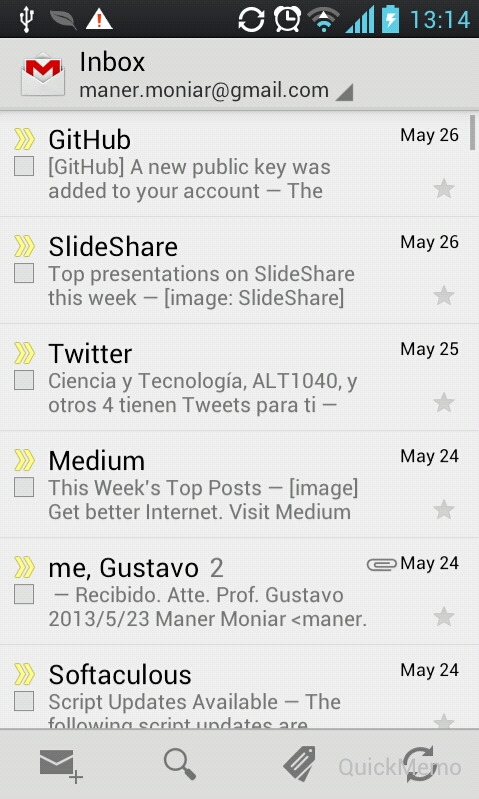 13:14
Inbox
maner.moniar@gmail.com
GitHub
May 26
[GitHub] A new public key was
added to your account — The
SlideShare
May 26
Top presentations on SlideShare
this week — [image: SlideShare]
Twitter
May 25
Ciencia y Tecnología, ALT1040, y
otros 4 tienen Tweets para ti —
Medium
May 24
This Week's Top Posts — [image]
Get better Internet. Visit Medium
me, Gustavo 2
May 24
— Recibido. Atte. Prof. Gustavo
2013/5/23 Maner Moniar <maner.
Softaculous
May 24
Script Updates Available — The
following script updates are
QuickMemo